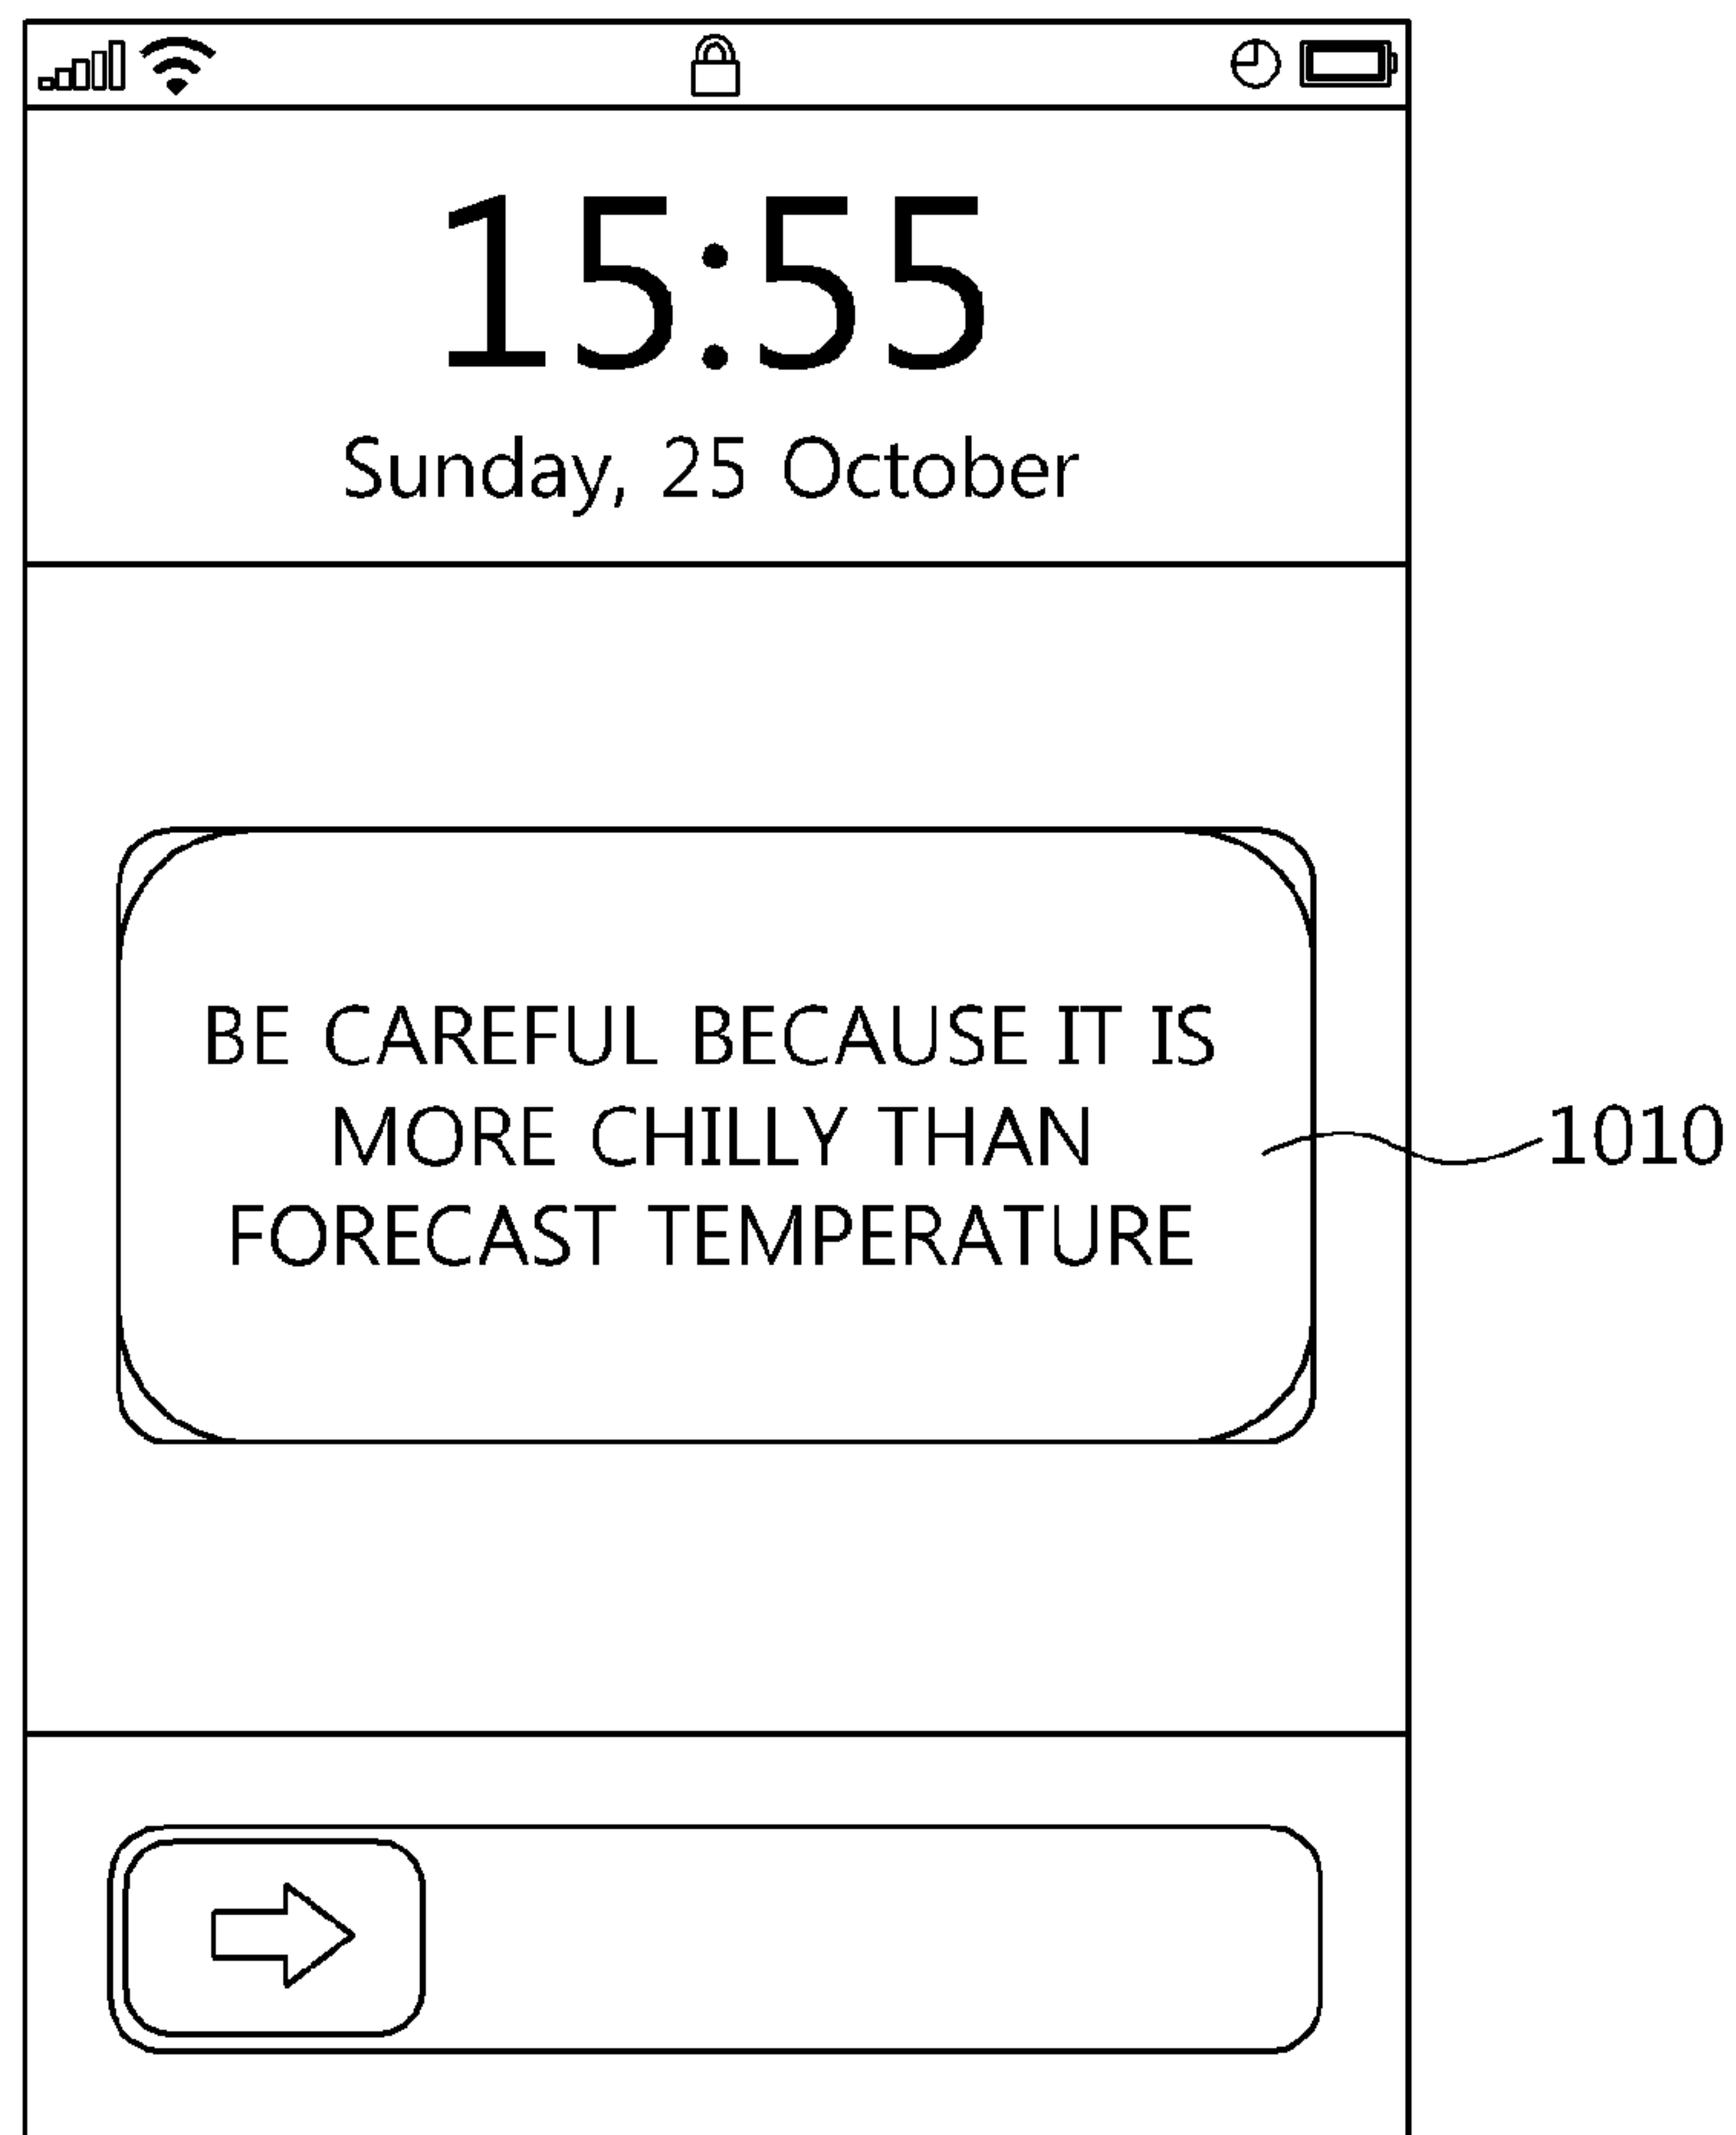 15:55
Sunday, 25 October
BE CAREFUL BECAUSE IT IS
MORE CHILLY THAN
FORECAST TEMPERATURE
1010